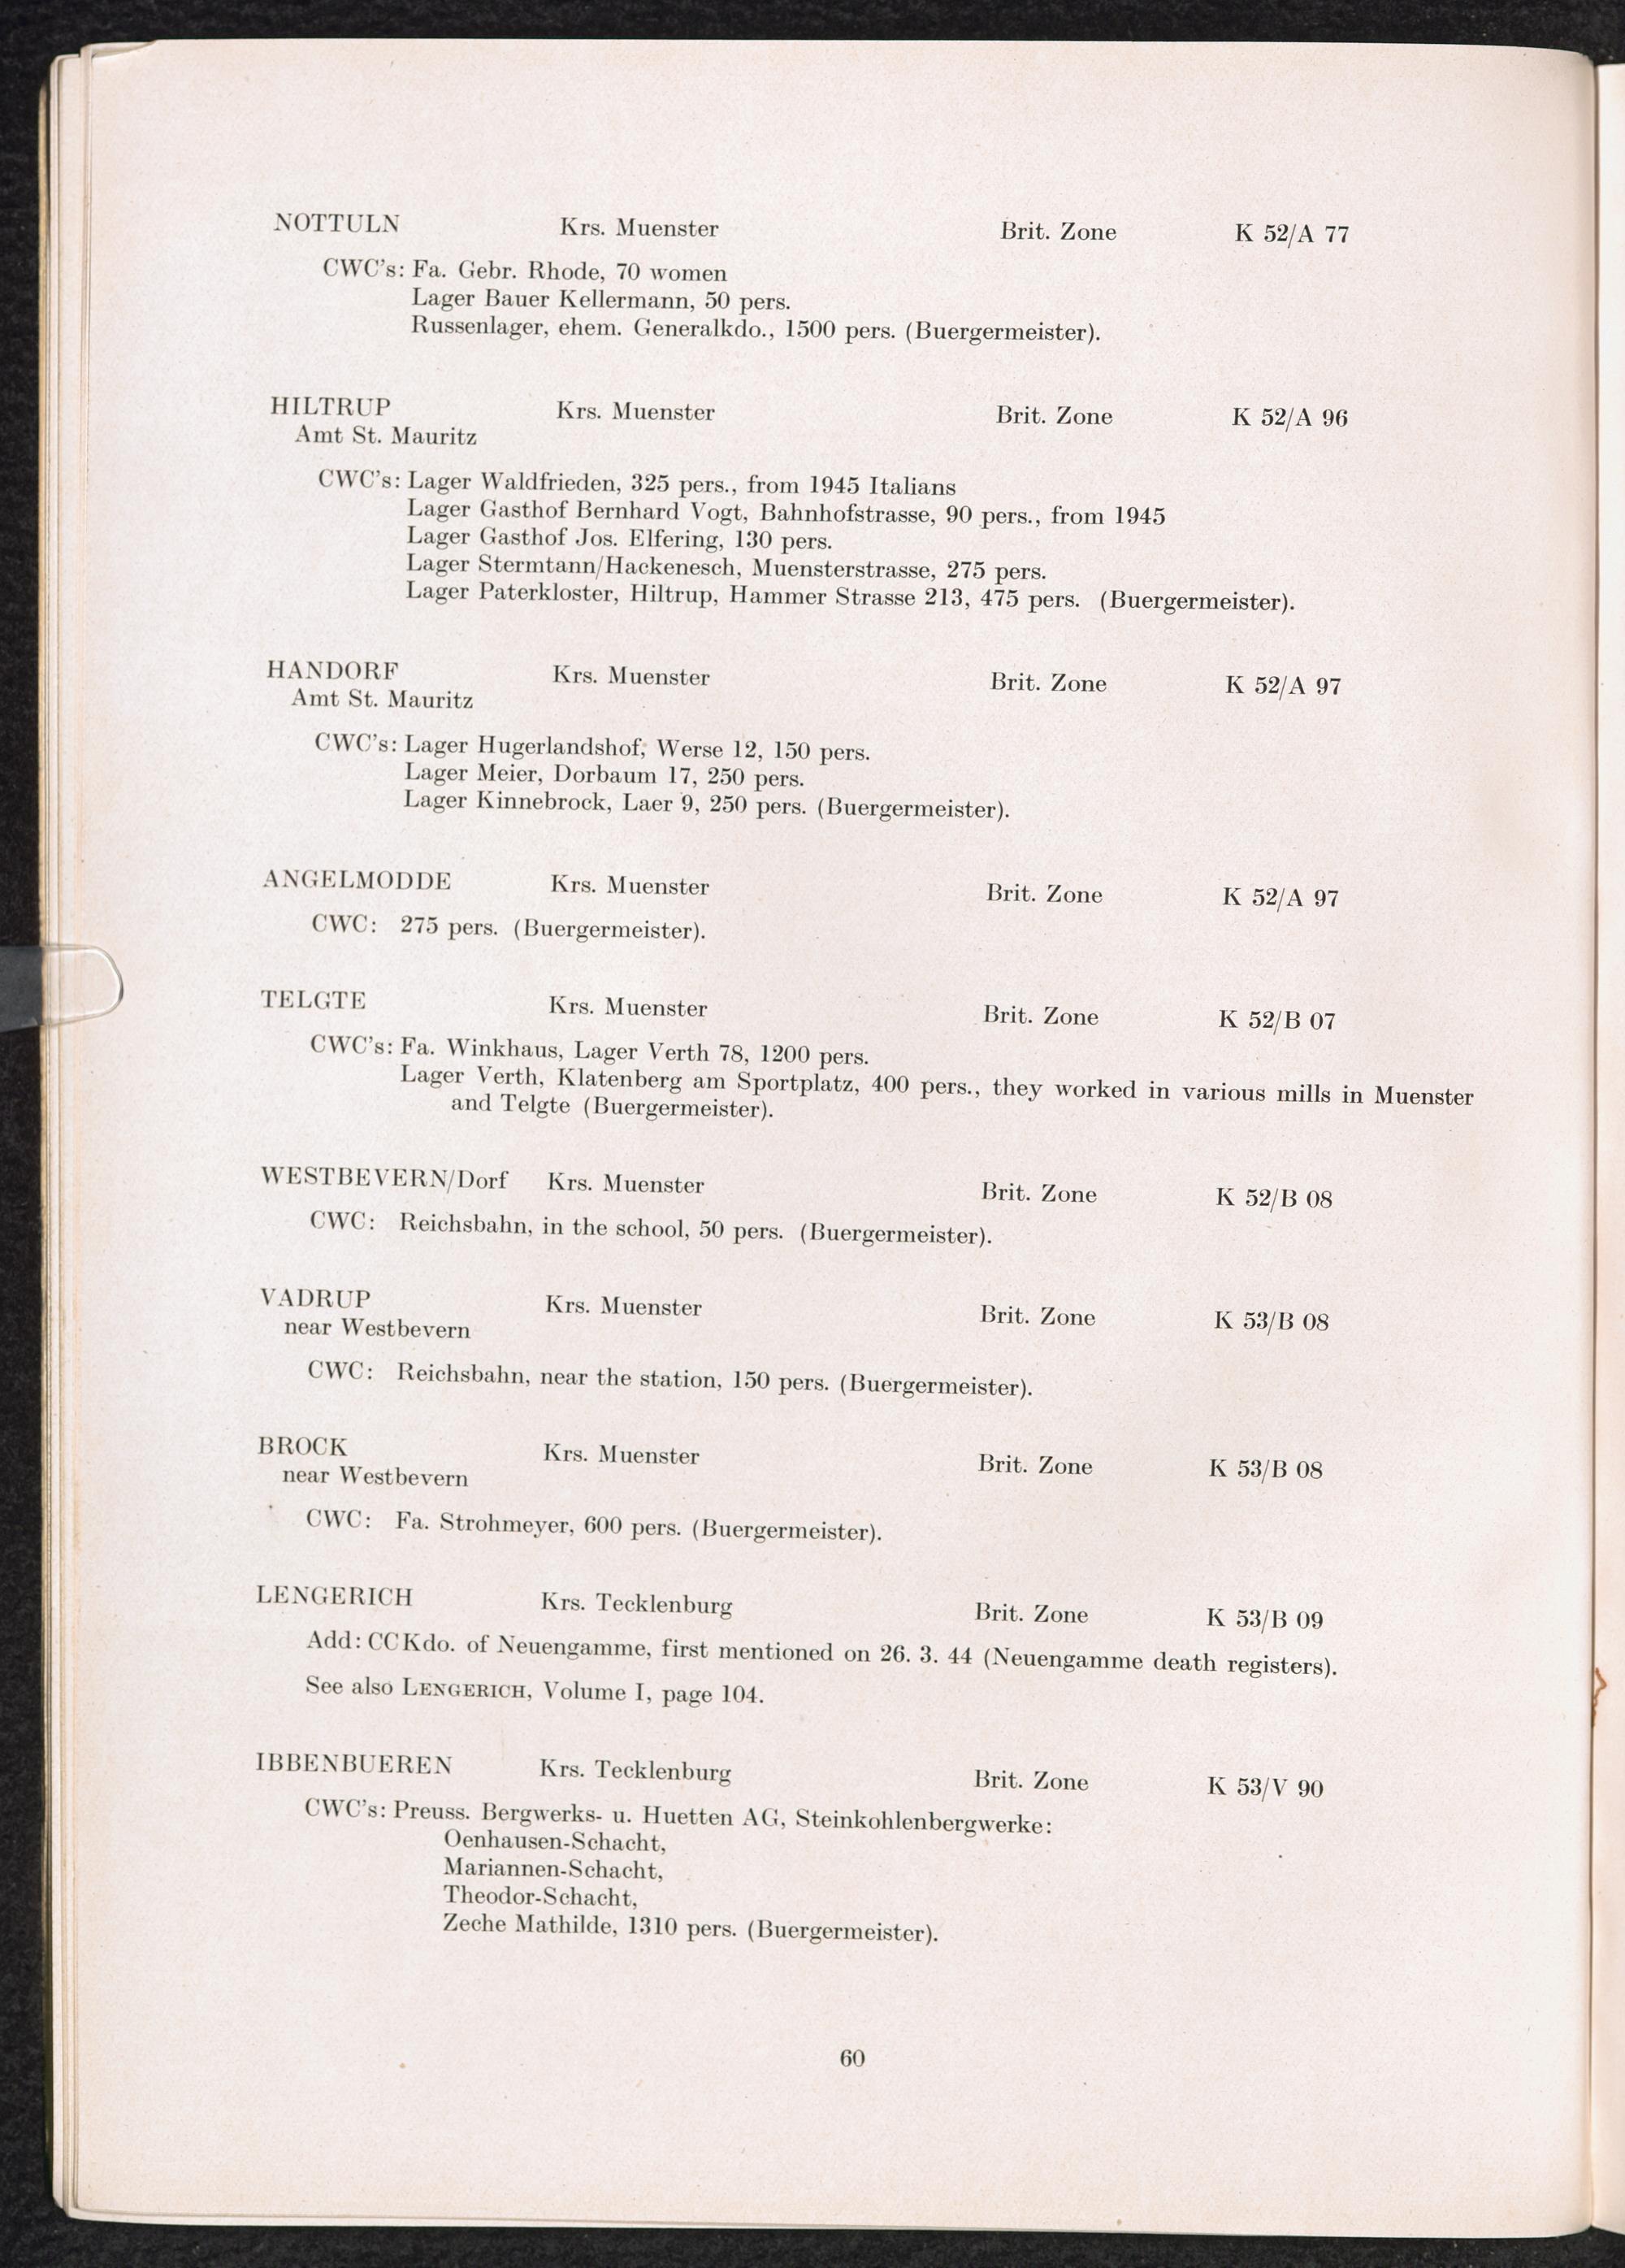 NOTTULN Krs. Muenster Brit. Zone K 52/A 77
CWC's: Fa. Gebr. Rhode, 70 women
Lager Bauer Kellermann, 50 pers.
Russenlager, ehem. Generalkdo., 1500 pers. (Buergermeister).
HILTRUP Krs. Muenster Brit. Zone K 52/A 96
Amt St. Mauritz
CWC's: Lager Waldfrieden, 325 pers., from 1945 Italians
Lager Gasthof Bernhard Vogt, Bahnhofstrasse, 90 pers., from 1945
Lager Gasthof Jos. Elfering, 130 pers.
Lager Stermtann/Hackenesch, Muensterstrasse, 275 pers.
Lager Paterkloster, Hiltrup, Hammer Strasse 213, 475 pers. (Buergermeister).
HANDORF Krs. Muenster Brit. Zone K 52/A 97
Amt St. Mauritz
CWC's: Lager Hugerlandshof, Werse 12, 150 pers.
Lager Meier, Dorbaum 17, 250 pers.
Lager Kinnebrock, Laer 9, 250 pers. (Buergermeister).
ANGELMODDE Krs. Muenster Brit. Zone K 52/A 97
CWC: 275 pers. (Buergermeister).
TELGTE Krs. Muenster Brit. Zone K 52/B 07
CWC's: Fa. Winkhaus, Lager Verth 78, 1200 pers.
Lager Verth, Klatenberg am Sportplatz, 400 pers., they worked in various mills in Muenster
and Telgte (Buergermeister).
WESTBEVERN/Dorf Krs. Muenster Brit. Zone K 52/B 08
CWC: Reichsbahn, in the school, 50 pers. (Buergermeister).
VADRUP Krs. Muenster Brit. Zone K 53/B 08
near Westbevern
CWC: Reichsbahn, near the station, 150 pers. (Buergermeister).
BROCK Krs. Muenster Brit. Zone K 53/B 08
near Westbevern
CWC: Fa. Strohmeyer, 600 pers. (Buergermeister).
LENGERICH Krs. Tecklenburg Brit. Zone K 53/B 09
Add: CCKdo. of Neuengamme, first mentioned on 26. 3. 44 (Neuengamme death registers).
See also LENGERICH, Volume I, page 104.
IBBENBUEREN Krs. Tecklenburg Brit. Zone K 53/V 90
CWC's: Preuss. Bergwerks- u. Huetten AG, Steinkohlenbergwerke:
Oenhausen-Schacht,
Mariannen-Schacht,
Theodor-Schacht,
Zeche Mathilde, 1310 pers. (Buergermeister).
60